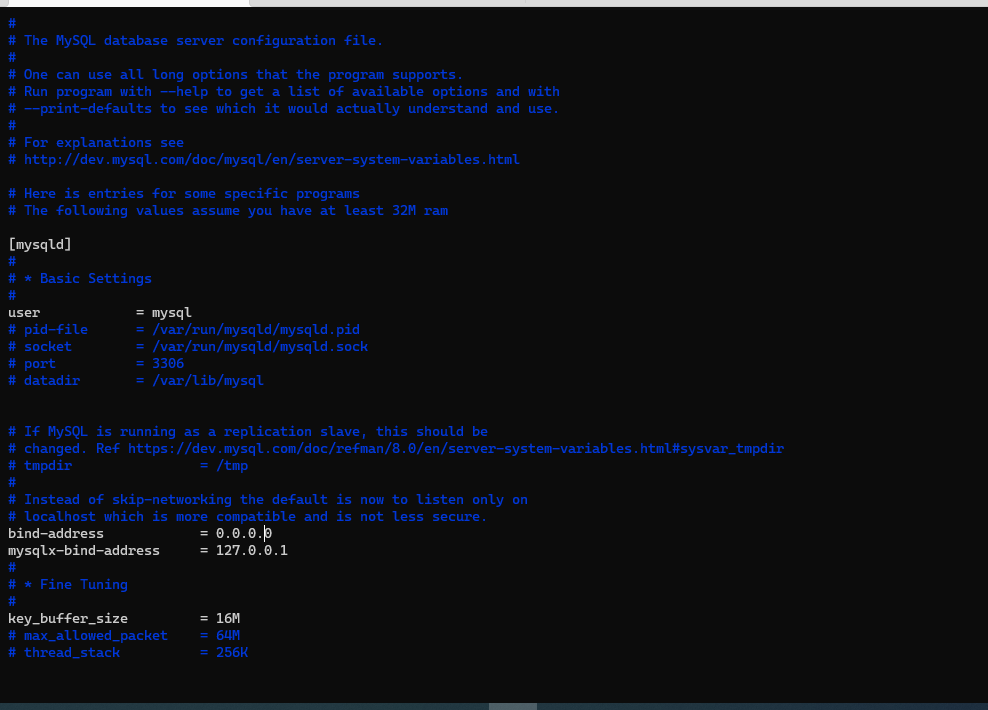 #
# The MySQL database server configuration file.
#
# One can use all long options that the program supports.
# Run program with --help to get a list of available options and with
# --print-defaults to see which it would actually understand and use.
#
# For explanations see
# http://dev.mysql.com/doc/mysql/en/server-system-variables.html
# Here is entries for some specific programs
# The following values assume you have at least 32M ram
[mysqld]
#
# * Basic Settings
#
user            = mysql
# pid-file      = /var/run/mysqld/mysqld.pid
# socket        = /var/run/mysqld/mysqld.sock
# port          = 3306
# datadir       = /var/lib/mysql
# If MySQL is running as a replication slave, this should be
# changed. Ref https://dev.mysql.com/doc/refman/8.0/en/server-system-variables.html#sysvar_tmpdir
# tmpdir                = /tmp
#
# Instead of skip-networking the default is now to listen only on
# localhost which is more compatible and is not less secure.
bind-address            = 0.0.0.0
mysqlx-bind-address     = 127.0.0.1
#
# * Fine Tuning
#
key_buffer_size         = 16M
# max_allowed_packet    = 64M
# thread_stack          = 256K